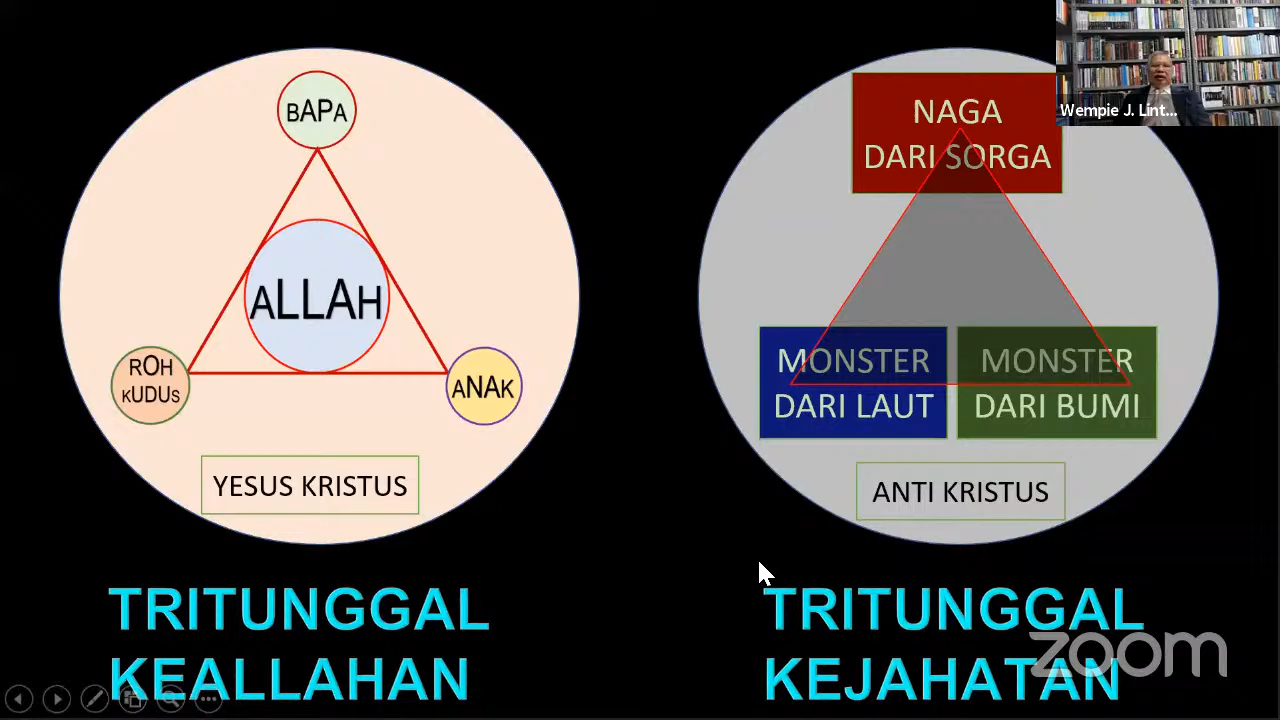 BAPA
ALLAH
ROH
KUDUS
ANAK
YESUS KRISTUS
TRITUNGGAL
KEALLAHAN
NAGA
DARI SORGA
MONSTER
DARI LAUT
MONSTER
DARI BUMI
ANTI KRISTUS
TRITUNGGAL
KEJAHATAN
Wempie J. Lint...
zoom